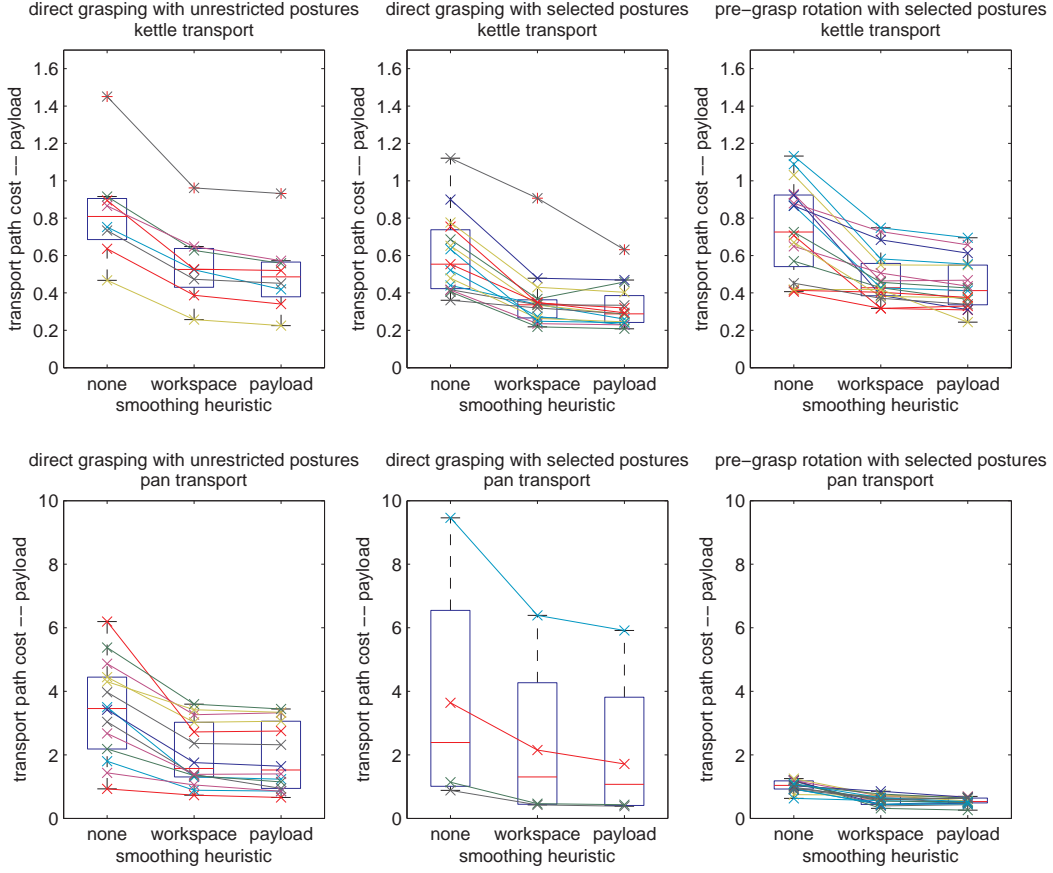 direct grasping with unrestricted postures
kettle transport
1.6
1.4
1.2
1
0.8
0.6
0.4
0.2
0
transport path cost −− payload
none workspace payload
smoothing heuristic
direct grasping with selected postures
kettle transport
1.6
1.4
1.2
1
0.8
0.6
0.4
0.2
0
transport path cost −− payload
none workspace payload
smoothing heuristic
pre−grasp rotation with selected postures
kettle transport
1.6
1.4
1.2
1
0.8
0.6
0.4
0.2
0
transport path cost −− payload
none workspace payload
smoothing heuristic
direct grasping with unrestricted postures
pan transport
10
8
6
4
2
0
transport path cost −− payload
none workspace payload
smoothing heuristic
direct grasping with selected postures
pan transport
10
8
6
4
2
0
transport path cost −− payload
none workspace payload
smoothing heuristic
pre−grasp rotation with selected postures
pan transport
10
8
6
4
2
0
transport path cost −− payload
none workspace payload
smoothing heuristic